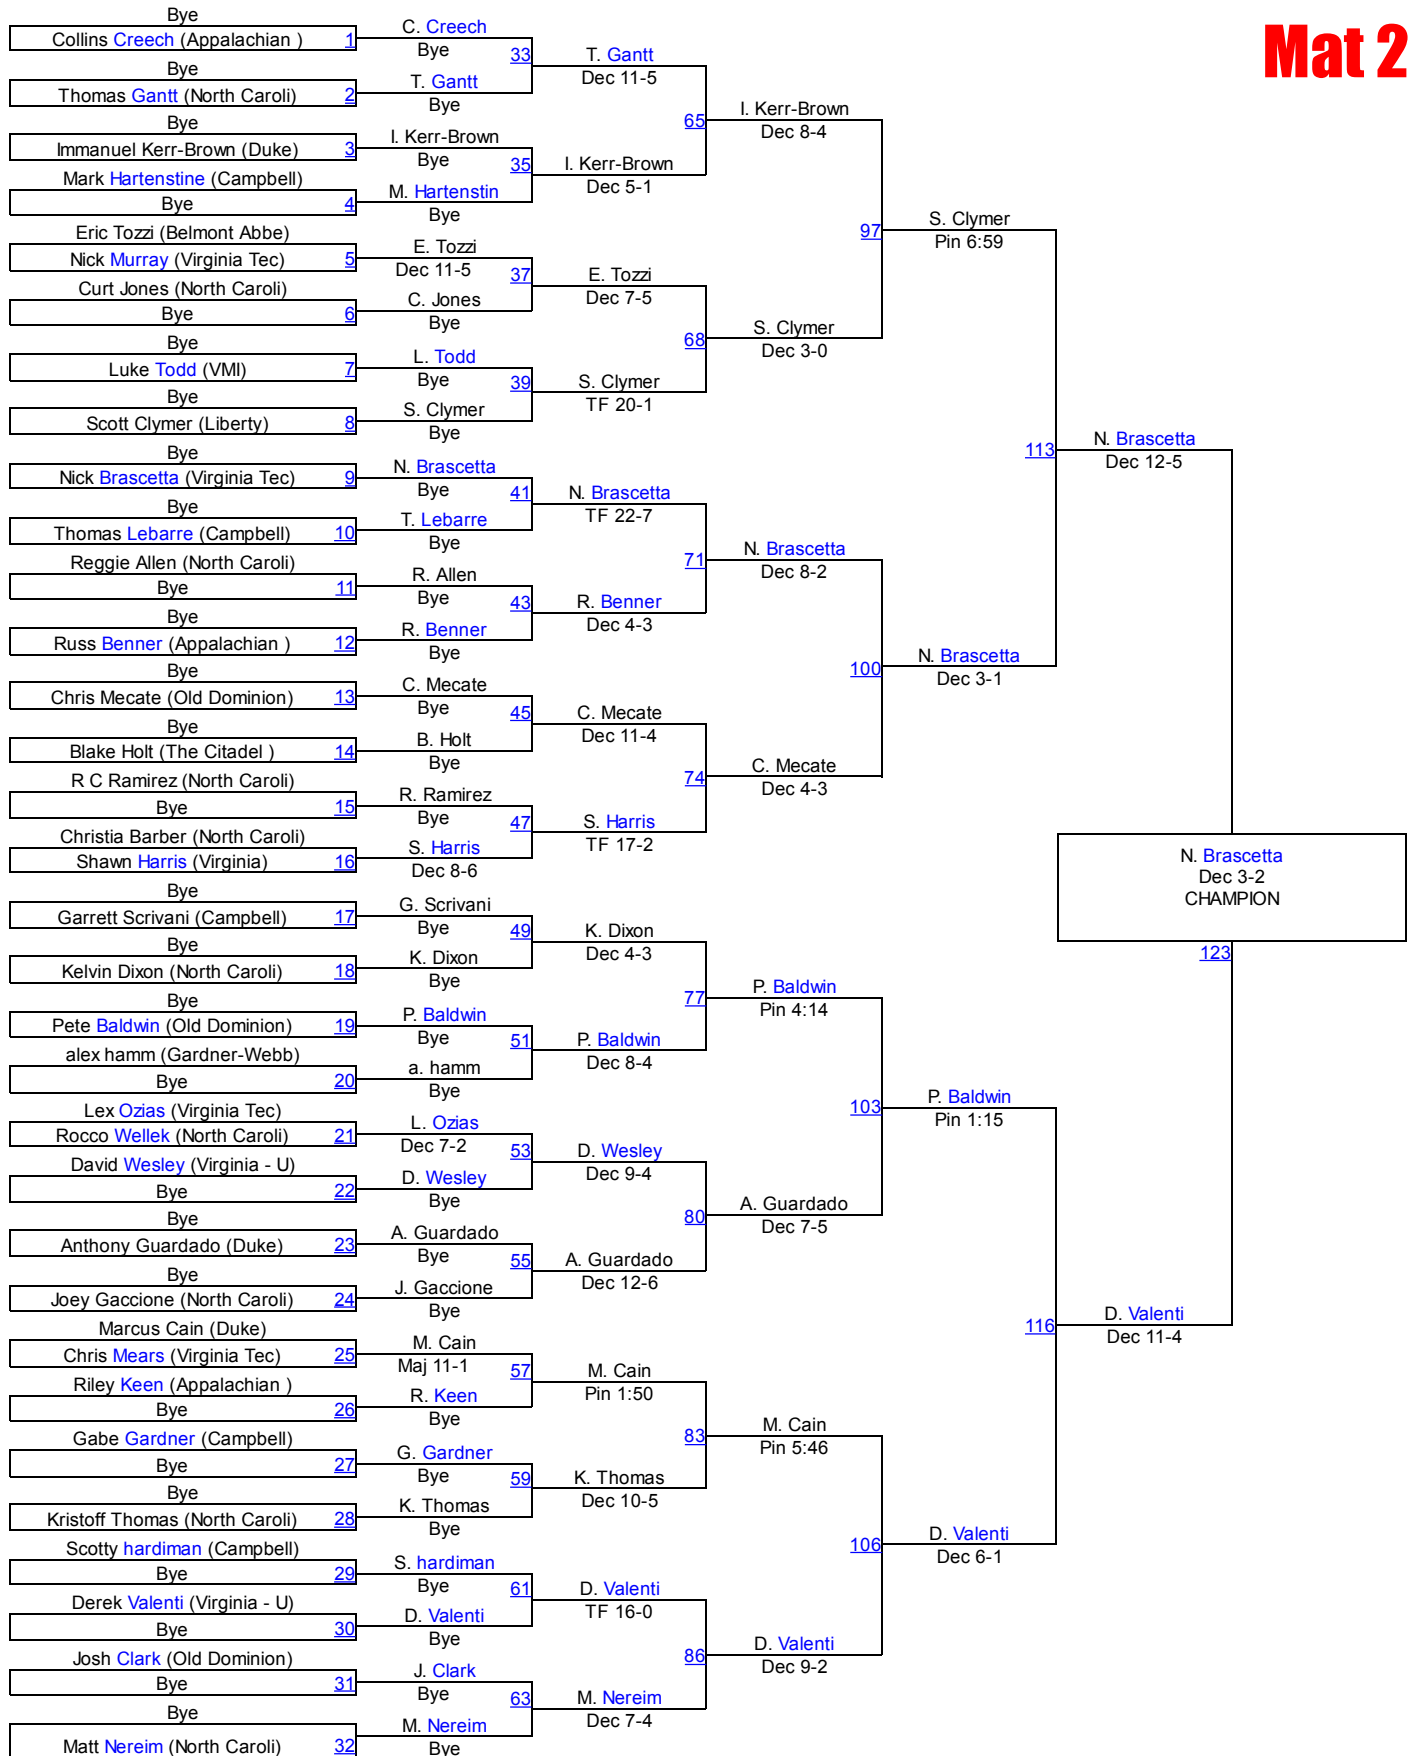 Mat 2
Bye
Collins Creech (Appalachian ) 1
Bye
Thomas Gantt (North Caroli) 2
Bye
Immanuel Kerr-Brown (Duke) 3
Mark Hartenstine (Campbell)
Bye 4
Eric Tozzi (Belmont Abbe)
Nick Murray (Virginia Tec) 5
Curt Jones (North Caroli)
Bye 6
Bye
Luke Todd (VMI) 7
Bye
Scott Clymer (Liberty) 8
Bye
Nick Brascetta (Virginia Tec) 9
Bye
Thomas Lebarre (Campbell) 10
Reggie Allen (North Caroli)
Bye 11
Bye
Russ Benner (Appalachian ) 12
Bye
Chris Mecate (Old Dominion) 13
Bye
Blake Holt (The Citadel ) 14
R C Ramirez (North Caroli)
Bye 15
Christia Barber (North Caroli)
Shawn Harris (Virginia) 16
Bye
Garrett Scrivani (Campbell) 17
Bye
Kelvin Dixon (North Caroli) 18
Bye
Pete Baldwin (Old Dominion) 19
alex hamm (Gardner-Webb)
Bye 20
Lex Ozias (Virginia Tec)
Rocco Wellek (North Caroli) 21
David Wesley (Virginia - U)
Bye 22
Bye
Anthony Guardado (Duke) 23
Bye
Joey Gaccione (North Caroli) 24
Marcus Cain (Duke)
Chris Mears (Virginia Tec) 25
Riley Keen (Appalachian )
Bye 26
Gabe Gardner (Campbell)
Bye 27
Bye
Kristoff Thomas (North Caroli) 28
Scotty hardiman (Campbell)
Bye 29
Derek Valenti (Virginia - U)
Bye 30
Josh Clark (Old Dominion)
Bye 31
Bye
Matt Nereim (North Caroli) 32
C. Creech
Bye
33
T. Gantt
Bye
I. Kerr-Brown
Bye
35
M. Hartenstin
Bye
E. Tozzi
Dec 11-5
37
C. Jones
Bye
L. Todd
Bye
39
S. Clymer
Bye
N. Brascetta
Bye
41
T. Lebarre
Bye
R. Allen
Bye
43
R. Benner
Bye
C. Mecate
Bye
45
B. Holt
Bye
R. Ramirez
Bye
47
S. Harris
Dec 8-6
G. Scrivani
Bye
49
K. Dixon
Bye
P. Baldwin
Bye
51
a. hamm
Bye
L. Ozias
Dec 7-2
53
D. Wesley
Bye
A. Guardado
Bye
55
J. Gaccione
Bye
M. Cain
Maj 11-1
57
R. Keen
Bye
G. Gardner
Bye
59
K. Thomas
Bye
S. hardiman
Bye
61
D. Valenti
Bye
J. Clark
Bye
63
M. Nereim
Bye
T. Gantt
Dec 11-5
65
I. Kerr-Brown
Dec 5-1
E. Tozzi
Dec 7-5
68
S. Clymer
TF 20-1
N. Brascetta
TF 22-7
71
R. Benner
Dec 4-3
C. Mecate
Dec 11-4
74
S. Harris
TF 17-2
K. Dixon
Dec 4-3
77
P. Baldwin
Dec 8-4
D. Wesley
Dec 9-4
80
A. Guardado
Dec 12-6
M. Cain
Pin 1:50
83
K. Thomas
Dec 10-5
D. Valenti
TF 16-0
86
M. Nereim
Dec 7-4
I. Kerr-Brown
Dec 8-4
97
S. Clymer
Dec 3-0
N. Brascetta
Dec 8-2
100
C. Mecate
Dec 4-3
P. Baldwin
Pin 4:14
103
A. Guardado
Dec 7-5
M. Cain
Pin 5:46
106
D. Valenti
Dec 9-2
S. Clymer
Pin 6:59
113
N. Brascetta
Dec 3-1
P. Baldwin
Pin 1:15
116
D. Valenti
Dec 6-1
N. Brascetta
Dec 12-5
N. Brascetta
Dec 3-2
CHAMPION
123
D. Valenti
Dec 11-4